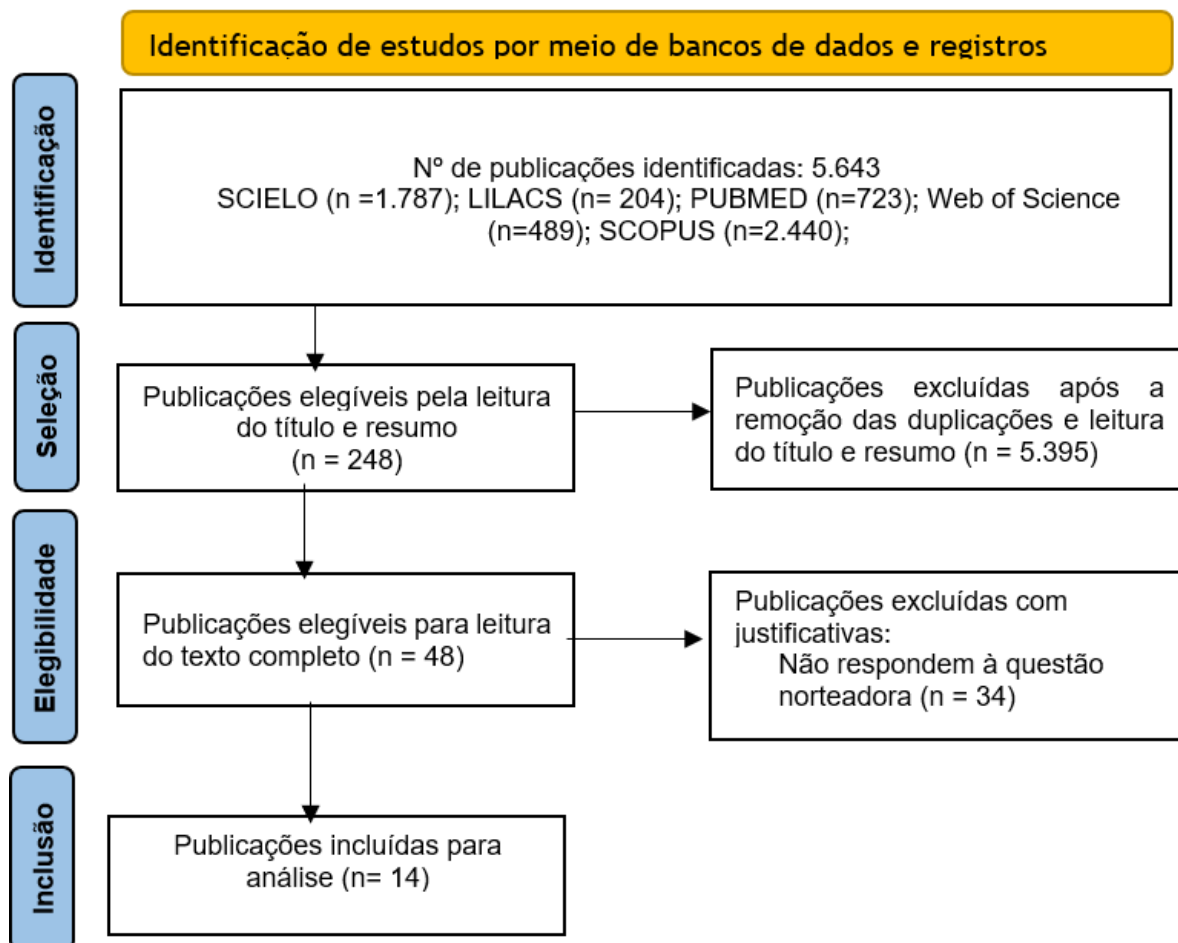 Identificação de estudos por meio de bancos de dados e registros
Identificação
Nº de publicações identificadas: 5.643
SCIELO (n =1.787); LILACS (n= 204); PUBMED (n=723); Web of Science
(n=489); SCOPUS (n=2.440);
Seleção
Publicações elegíveis pela leitura
do título e resumo
(n = 248)
Publicações excluídas após a
remoção das duplicações e leitura
do título e resumo (n = 5.395)
Elegibilidade
Publicações elegíveis para leitura
do texto completo (n = 48)
Publicações excluídas com
justificativas:
Não respondem à questão
norteadora (n = 34)
Inclusão
Publicações incluídas para
análise (n= 14)